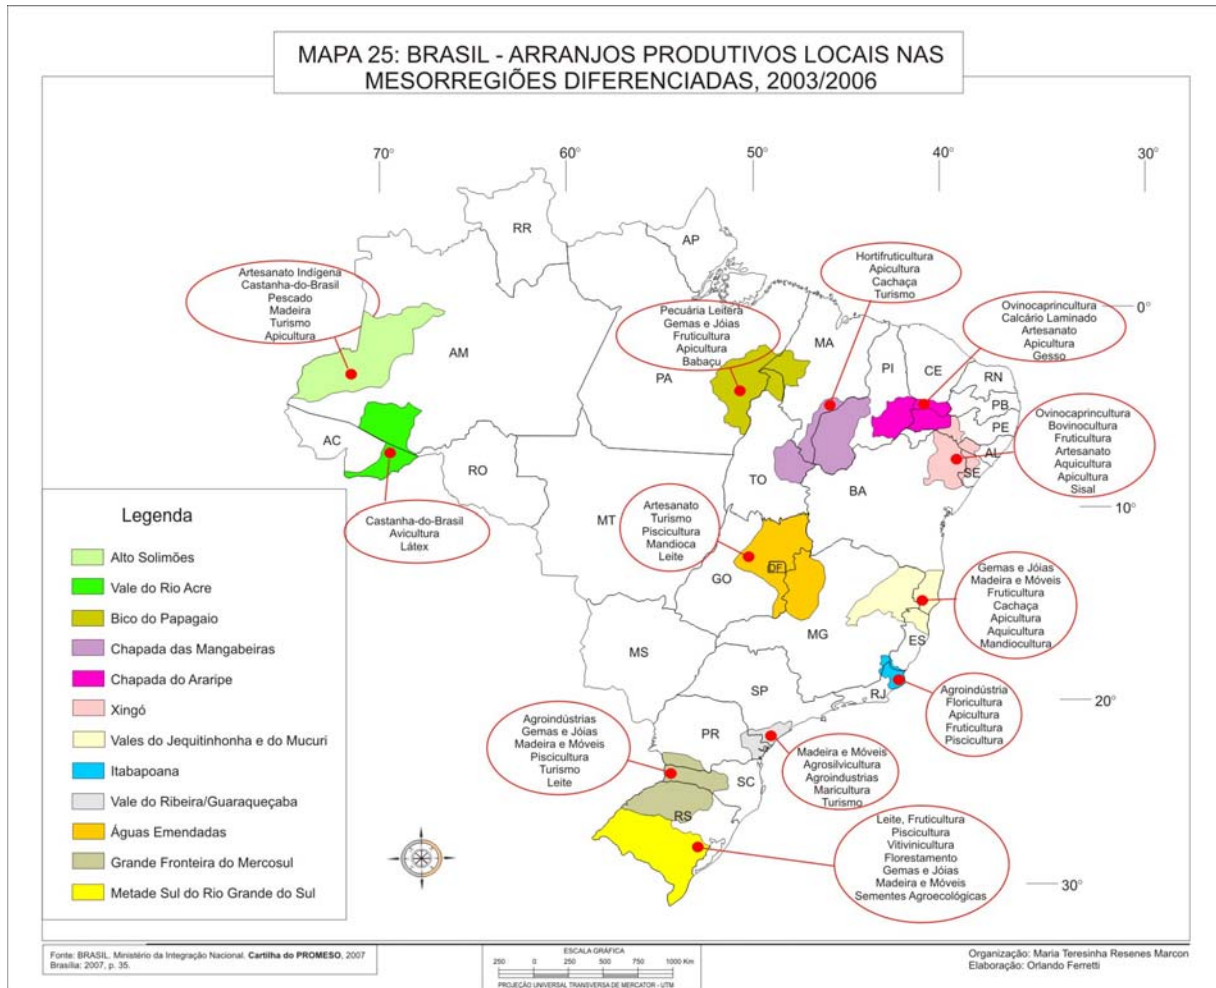 MAPA 25: BRASIL - ARRANJOS PRODUTIVOS LOCAIS NAS
MESORREGIÕES DIFERENCIADAS, 2003/2006
70°
60°
50°
40°
30°
RR
AP
Artesanato Indígena
Castanha-do-Brasil
Pescado
Madeira
Turismo
Apicultura
Hortifruticultura
Apicultura
Cachaça
Turismo
0°
Pecuária Leitera
Gemas e Jóias
Fruticultura
Apicultura
Babaçu
Ovinocaprincultura
Calcário Laminado
Artesanato
Apicultura
Gesso
AM
PA
MA
PI
CE
RN
PB
PE
AL
SE
AC
RO
TO
BA
MT
Ovinocaprincultura
Bovinocultura
Fruticultura
Artesanato
Aquicultura
Apicultura
Sisal
10°
Castanha-do-Brasil
Avicultura
Látex
Artesanato
Turismo
Piscicultura
Mandioca
Leite
GO
DF
MG
ES
MS
SP
RJ
Gemas e Jóias
Madeira e Móveis
Fruticultura
Cachaça
Apicultura
Aquicultura
Mandiocultura
20°
Agroindústria
Floricultura
Apicultura
Fruticultura
Piscicultura
PR
SC
RS
Agroindústrias
Gemas e Jóias
Madeira e Móveis
Piscicultura
Turismo
Leite
Madeira e Móveis
Agrosilvicultura
Agroindustrias
Maricultura
Turismo
Leite, Fruticultura
Piscicultura
Vitivinicultura
Florestamento
Gemas e Jóias
Madeira e Móveis
Sementes Agroecológicas
30°
Legenda
Alto Solimões
Vale do Rio Acre
Bico do Papagaio
Chapada das Mangabeiras
Chapada do Araripe
Xingó
Vales do Jequitinhonha e do Mucuri
Itabapoana
Vale do Ribeira/Guaraqueçaba
Águas Emendadas
Grande Fronteira do Mercosul
Metade Sul do Rio Grande do Sul
Fonte: BRASIL. Ministério da Integração Nacional. Cartilha do PROMESO, 2007
Brasília: 2007, p. 35.
ESCALA GRÁFICA
250 0 250 500 750 1000 Km
PROJEÇÃO UNIVERSAL TRANSVERSA DE MERCATOR - UTM
Organização: Maria Teresinha Resenes Marcon
Elaboração: Orlando Ferretti